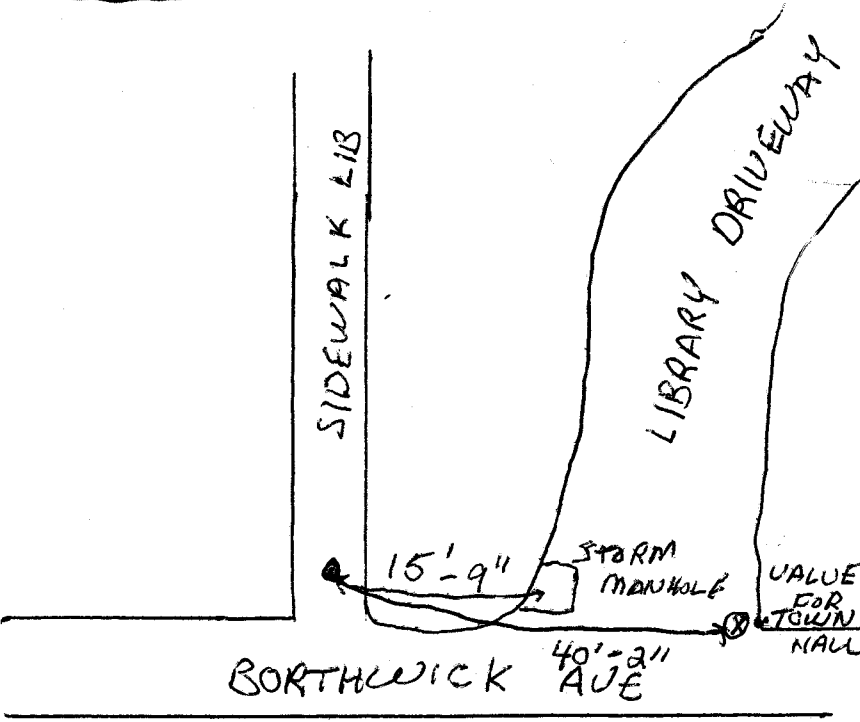 SIDEWALK LIB
LIBRARY DRIVEWAY
15'-9"
STORM
MANHOLE
VALUE
FOR
TOWN
HALL
40'-2"
BORTHWICK AVE